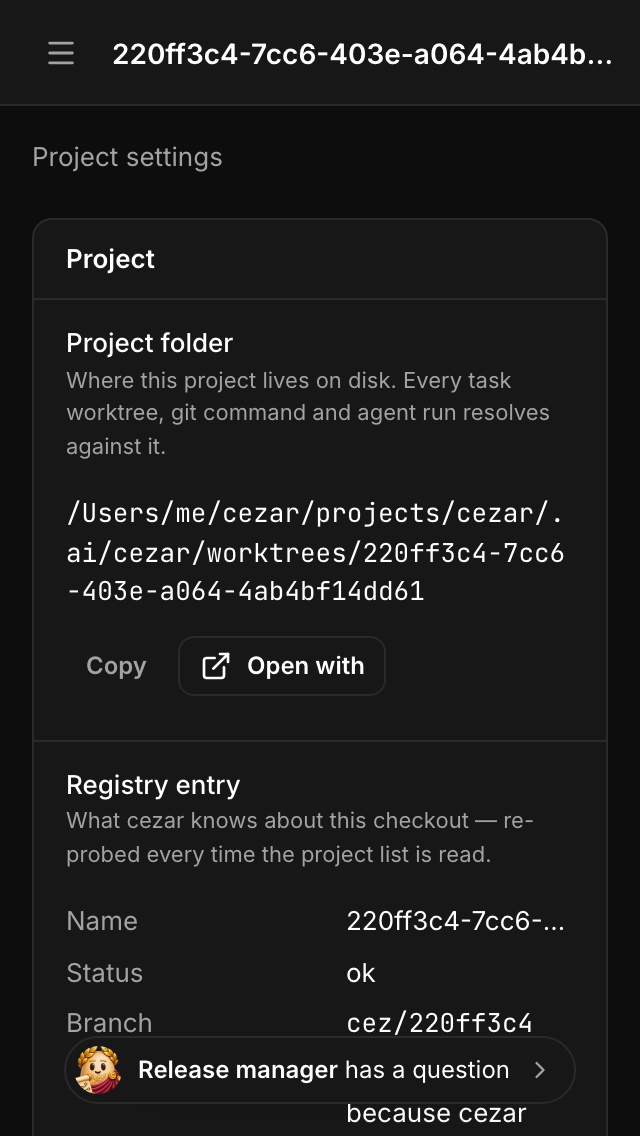 220ff3c4-7cc6-403e-a064-4ab4b...
Project settings
Project
Project folder
Where this project lives on disk. Every task
worktree, git command and agent run resolves
against it.
/Users/me/cezar/projects/cezar/.
ai/cezar/worktrees/220ff3c4-7cc6
-403e-a064-4ab4bf14dd61
Copy
Open with
Registry entry
What cezar knows about this checkout — re-
probed every time the project list is read.
Name 220ff3c4-7cc6-...
Status ok
Branch cez/220ff3c4
Release manager has a question
because cezar